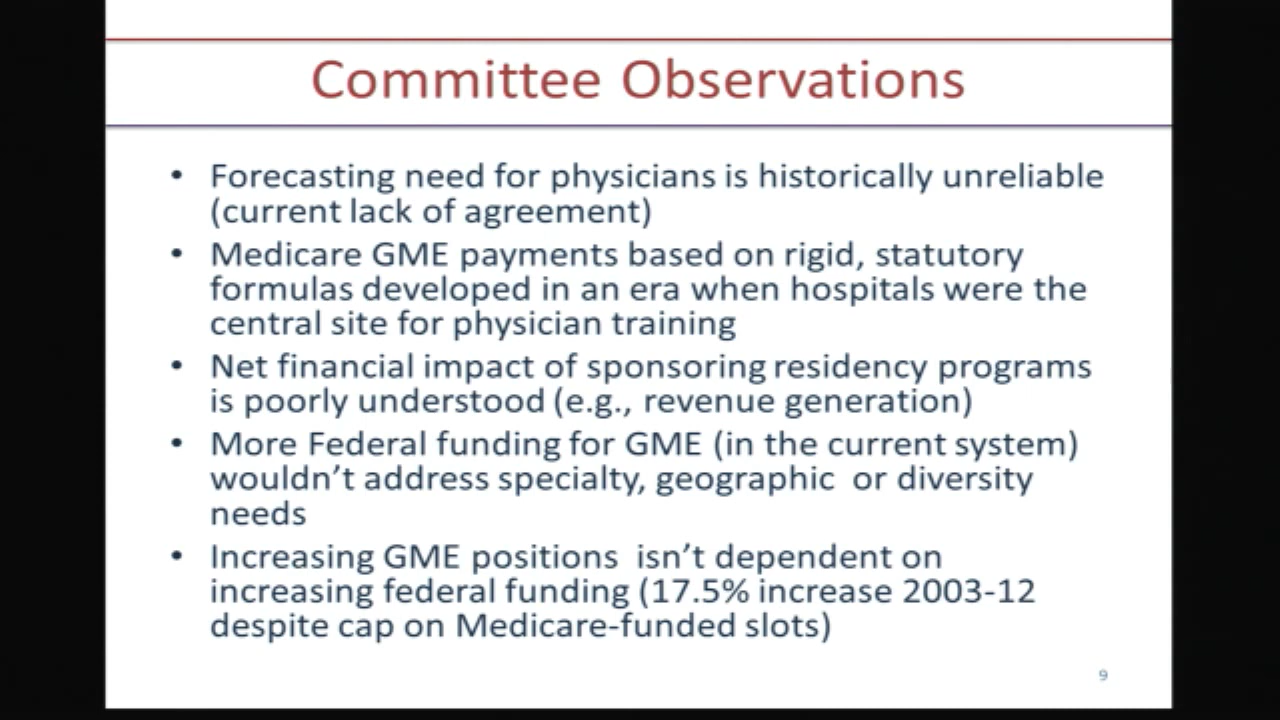 Committee Observations
• Forecasting need for physicians is historically unreliable
(current lack of agreement)
• Medicare GME payments based on rigid, statutory
formulas developed in an era when hospitals were the
central site for physician training
• Net financial impact of sponsoring residency programs
is poorly understood (e.g., revenue generation)
• More Federal funding for GME (in the current system)
wouldn’t address specialty, geographic  or diversity
needs
• Increasing GME positions  isn’t dependent on
increasing federal funding (17.5% increase 2003-12
despite cap on Medicare-funded slots)
9